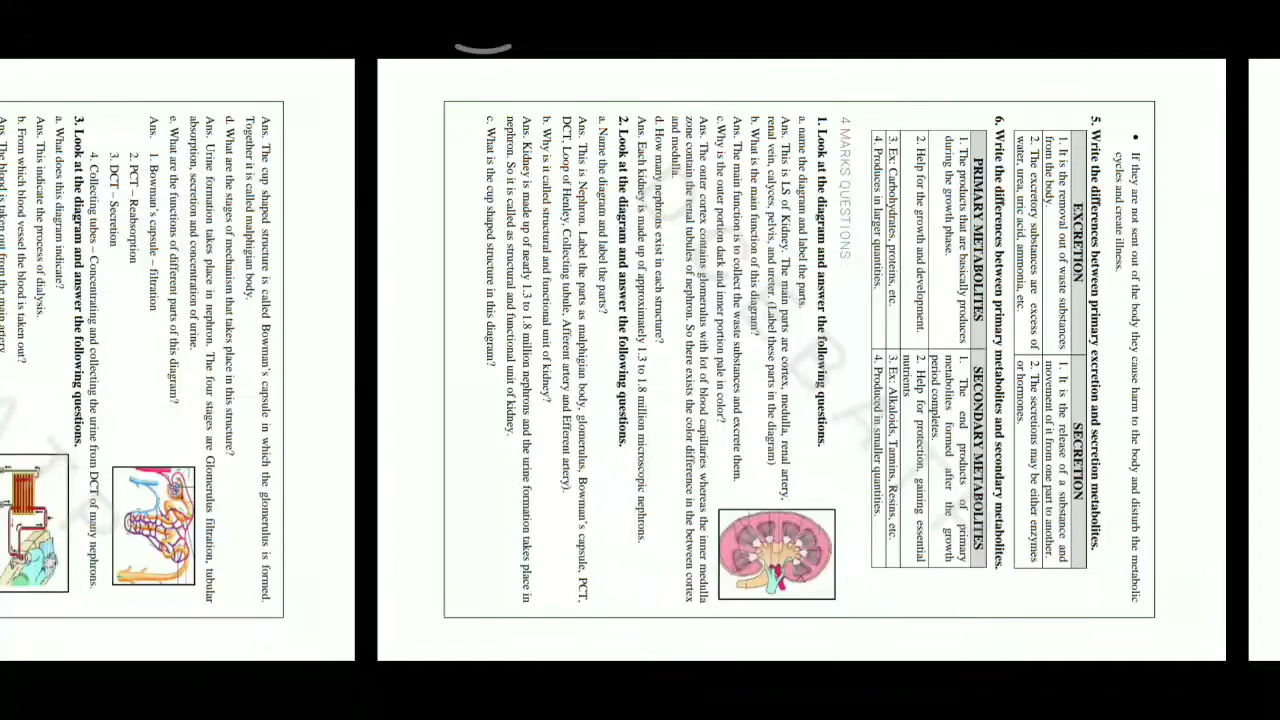 • If they are not sent out of the body they cause harm to the body and disturb the metabolic
cycles and create illness.
5. Write the differences between primary excretion and secretion metabolites.
EXCRETION
SECRETION
1. It is the removal out of waste substances
from the body.
1. It is the release of a substance and
movement of it from one part to another.
2. The excretory substances are excess of
water, urea, uric acid, ammonia, etc.
2. The secretions may be either enzymes
or hormones.
6. Write the differences between primary metabolites and secondary metabolites.
PRIMARY METABOLITES
SECONDARY METABOLITES
1. The products that are basically produces
during the growth phase.
1. The end products of primary
metabolites formed after the growth
period completes.
2. Help for the growth and development.
2. Help for protection, gaining essential
nutrients
3. Ex: Carbohydrates, proteins, etc.
3. Ex: Alkaloids, Tannins, Resins, etc.
4. Produces in larger quantities.
4. Produced in smaller quantities.
4 MARKS QUESTIONS
1. Look at the diagram and answer the following questions.
a. name the diagram and label the parts.
Ans. This is LS of Kidney. The main parts are cortex, medulla, renal artery,
renal vein, calyces, pelvis, and ureter. (Label these parts in the diagram)
b. What is the main function of this diagram?
Ans. The main function is to collect the waste substances and excrete them.
c. Why is the outer portion dark and inner portion pale in color?
Ans. The outer cortex contains glomerulus with lot of blood capillaries whereas the inner medulla
zone contain the renal tubules of nephron. So there exists the color difference in the between cortex
and medulla.
d. How many nephrons exist in each structure?
Ans. Each kidney is made up of approximately 1.3 to 1.8 million microscopic nephrons.
2. Look at the diagram and answer the following questions.
a. Name the diagram and label the parts?
Ans. This is Nephron. Label the parts as malphigian body, glomerulus, Bowman's capsule, PCT,
DCT, Loop of Henley, Collecting tubule, Afferent artery and Efferent artery).
b. Why is it called structural and functional unit of kidney?
Ans. Kidney is made up of nearly 1.3 to 1.8 million nephrons and the urine formation takes place in
nephron. So it is called as structural and functional unit of kidney.
c. What is the cup shaped structure in this diagram?
Ans. The cup shaped structure is called Bowman's capsule in which the glomerulus is formed.
Together it is called malphigian body.
d. What are the stages of mechanism that takes place in this structure?
Ans. Urine formation takes place in nephron. The four stages are Glomerulus filtration, tubular
absorption, secretion and concentration of urine.
e. What are the functions of different parts of this diagram?
Ans. 1. Bowman's capsule – filtration
2. PCT – Reabsorption
3. DCT – Secretion
4. Collecting tubes – Concentrating and collecting the urine from DCT of many nephrons.
3. Look at the diagram and answer the following questions.
a. What does this diagram indicate?
Ans. This indicate the process of dialysis.
b. From which blood vessel the blood is taken out?
Ans. The blood is taken out from the main artery